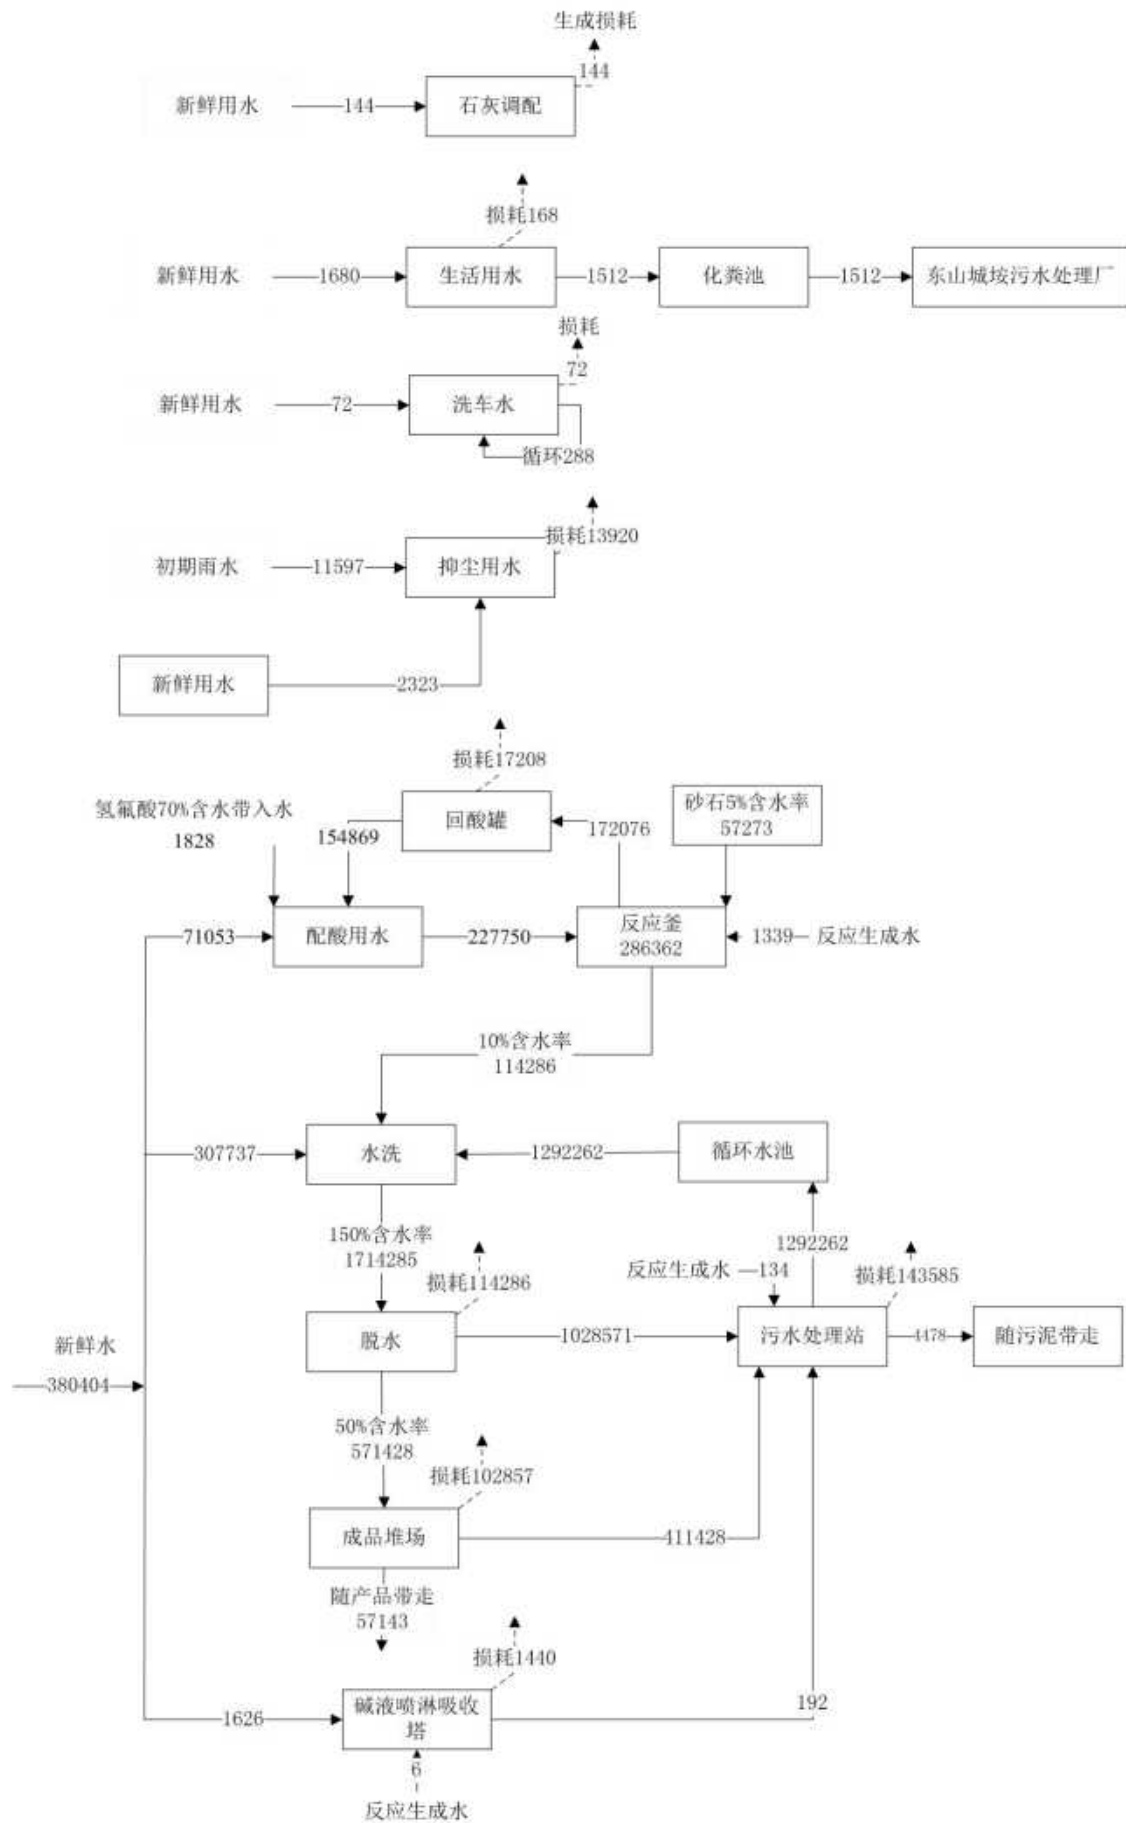 生成损耗
144
新鲜用水
144
石灰调配
损耗168
新鲜用水
1680
生活用水
1512
化粪池
1512
东山城垵污水处理厂
损耗
72
新鲜用水
72
洗车水
循环288
损耗13920
初期雨水
11597
抑尘用水
新鲜用水
2323
损耗17208
氢氟酸70%含水带入水
1828
154869
回酸罐
172076
砂石5%含水率
57273
71053
配酸用水
227750
反应釜
286362
1339
反应生成水
10%含水率
114286
307737
水洗
1292262
循环水池
150%含水率
1714285
损耗114286
1292262
反应生成水
134
损耗143585
脱水
1028571
污水处理站
4478
随污泥带走
新鲜水
380404
50%含水率
571428
损耗102857
成品堆场
411428
随产品带走
57143
损耗1440
1626
碱液喷淋吸收
塔
192
6
反应生成水